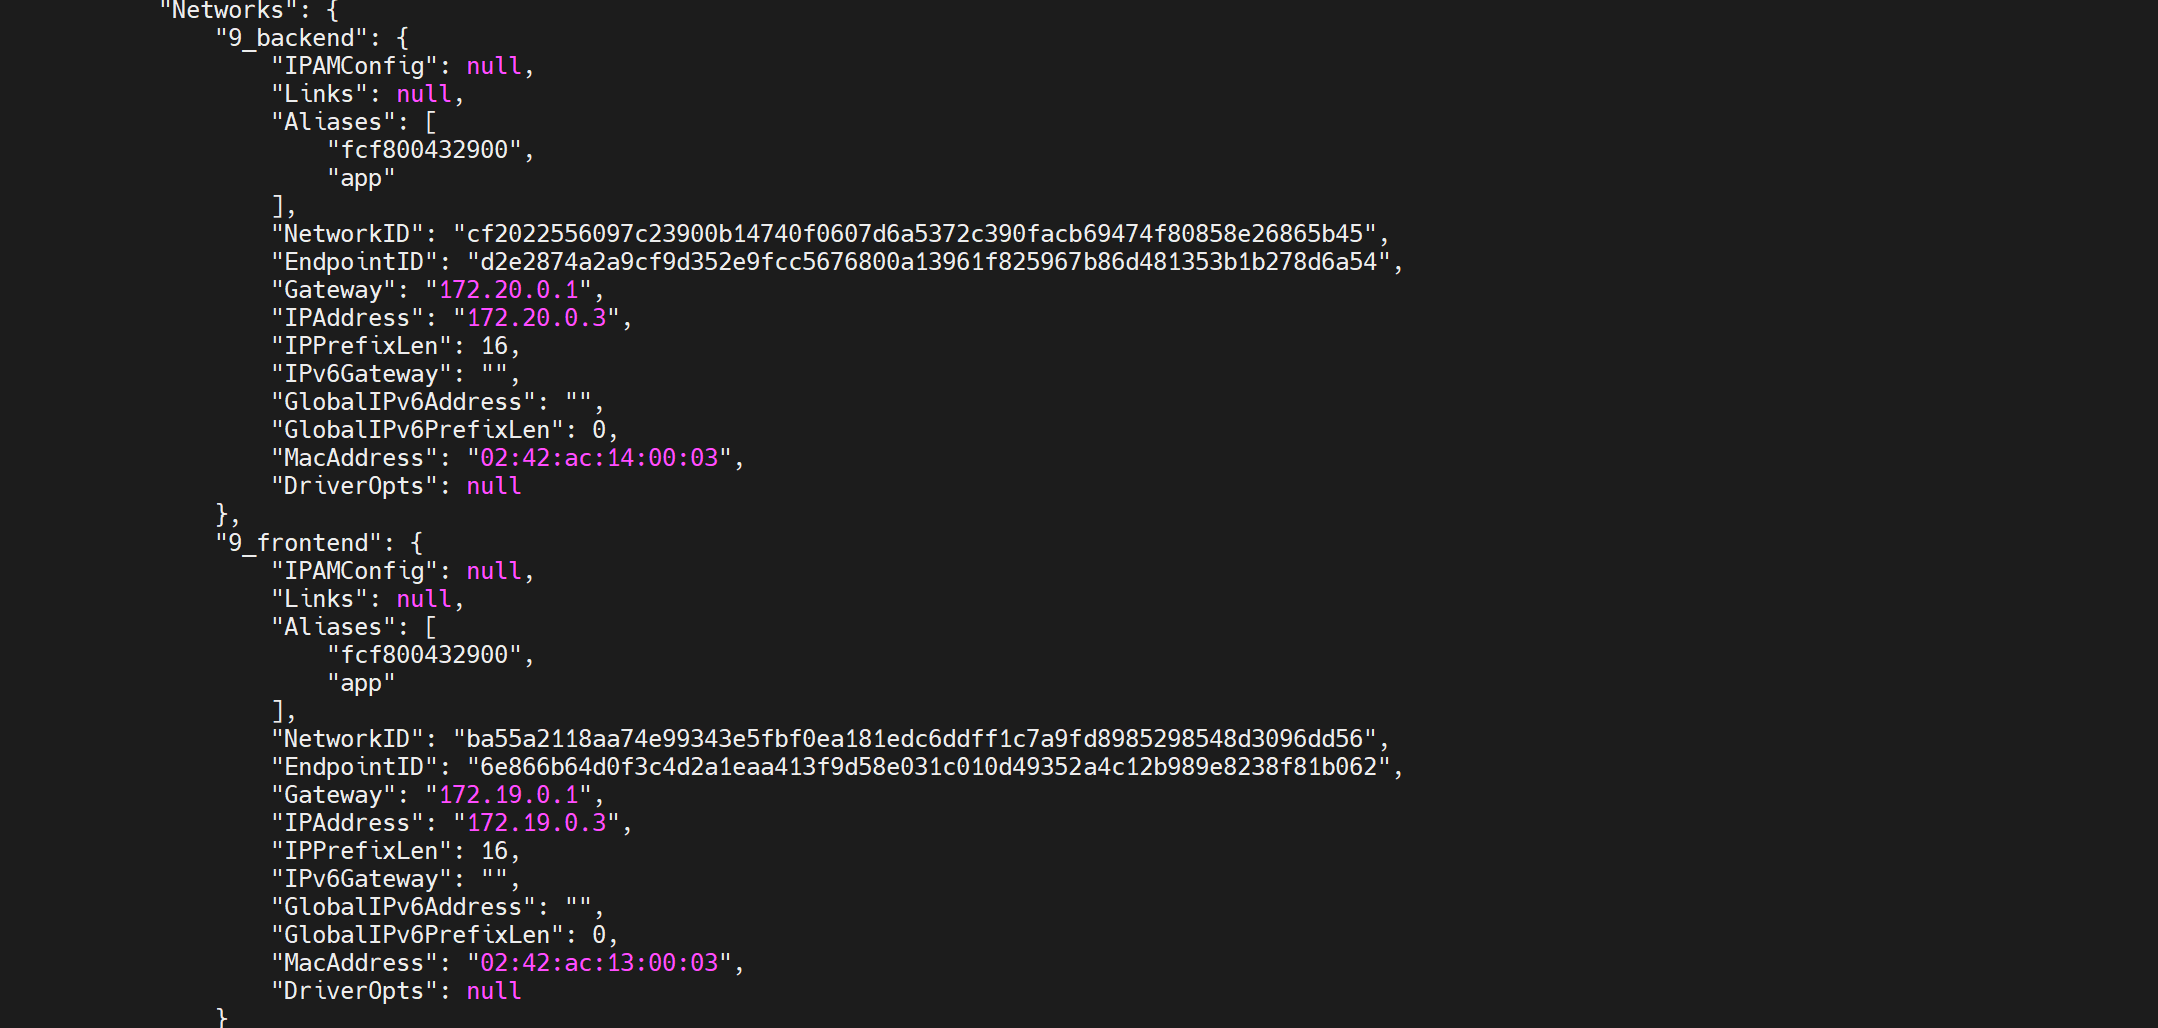 "Networks": {
"9_backend": {
"IPAMConfig": null,
"Links": null,
"Aliases": [
"fcf800432900",
"app"
],
"NetworkID": "cf2022556097c23900b14740f0607d6a5372c390facb69474f80858e26865b45",
"EndpointID": "d2e2874a2a9cf9d352e9fcc5676800a13961f825967b86d481353b1b278d6a54",
"Gateway": "172.20.0.1",
"IPAddress": "172.20.0.3",
"IPPrefixLen": 16,
"IPv6Gateway": "",
"GlobalIPv6Address": "",
"GlobalIPv6PrefixLen": 0,
"MacAddress": "02:42:ac:14:00:03",
"DriverOpts": null
},
"9_frontend": {
"IPAMConfig": null,
"Links": null,
"Aliases": [
"fcf800432900",
"app"
],
"NetworkID": "ba55a2118aa74e99343e5fbf0ea181edc6ddff1c7a9fd8985298548d3096dd56",
"EndpointID": "6e866b64d0f3c4d2a1eaa413f9d58e031c010d49352a4c12b989e8238f81b062",
"Gateway": "172.19.0.1",
"IPAddress": "172.19.0.3",
"IPPrefixLen": 16,
"IPv6Gateway": "",
"GlobalIPv6Address": "",
"GlobalIPv6PrefixLen": 0,
"MacAddress": "02:42:ac:13:00:03",
"DriverOpts": null
}